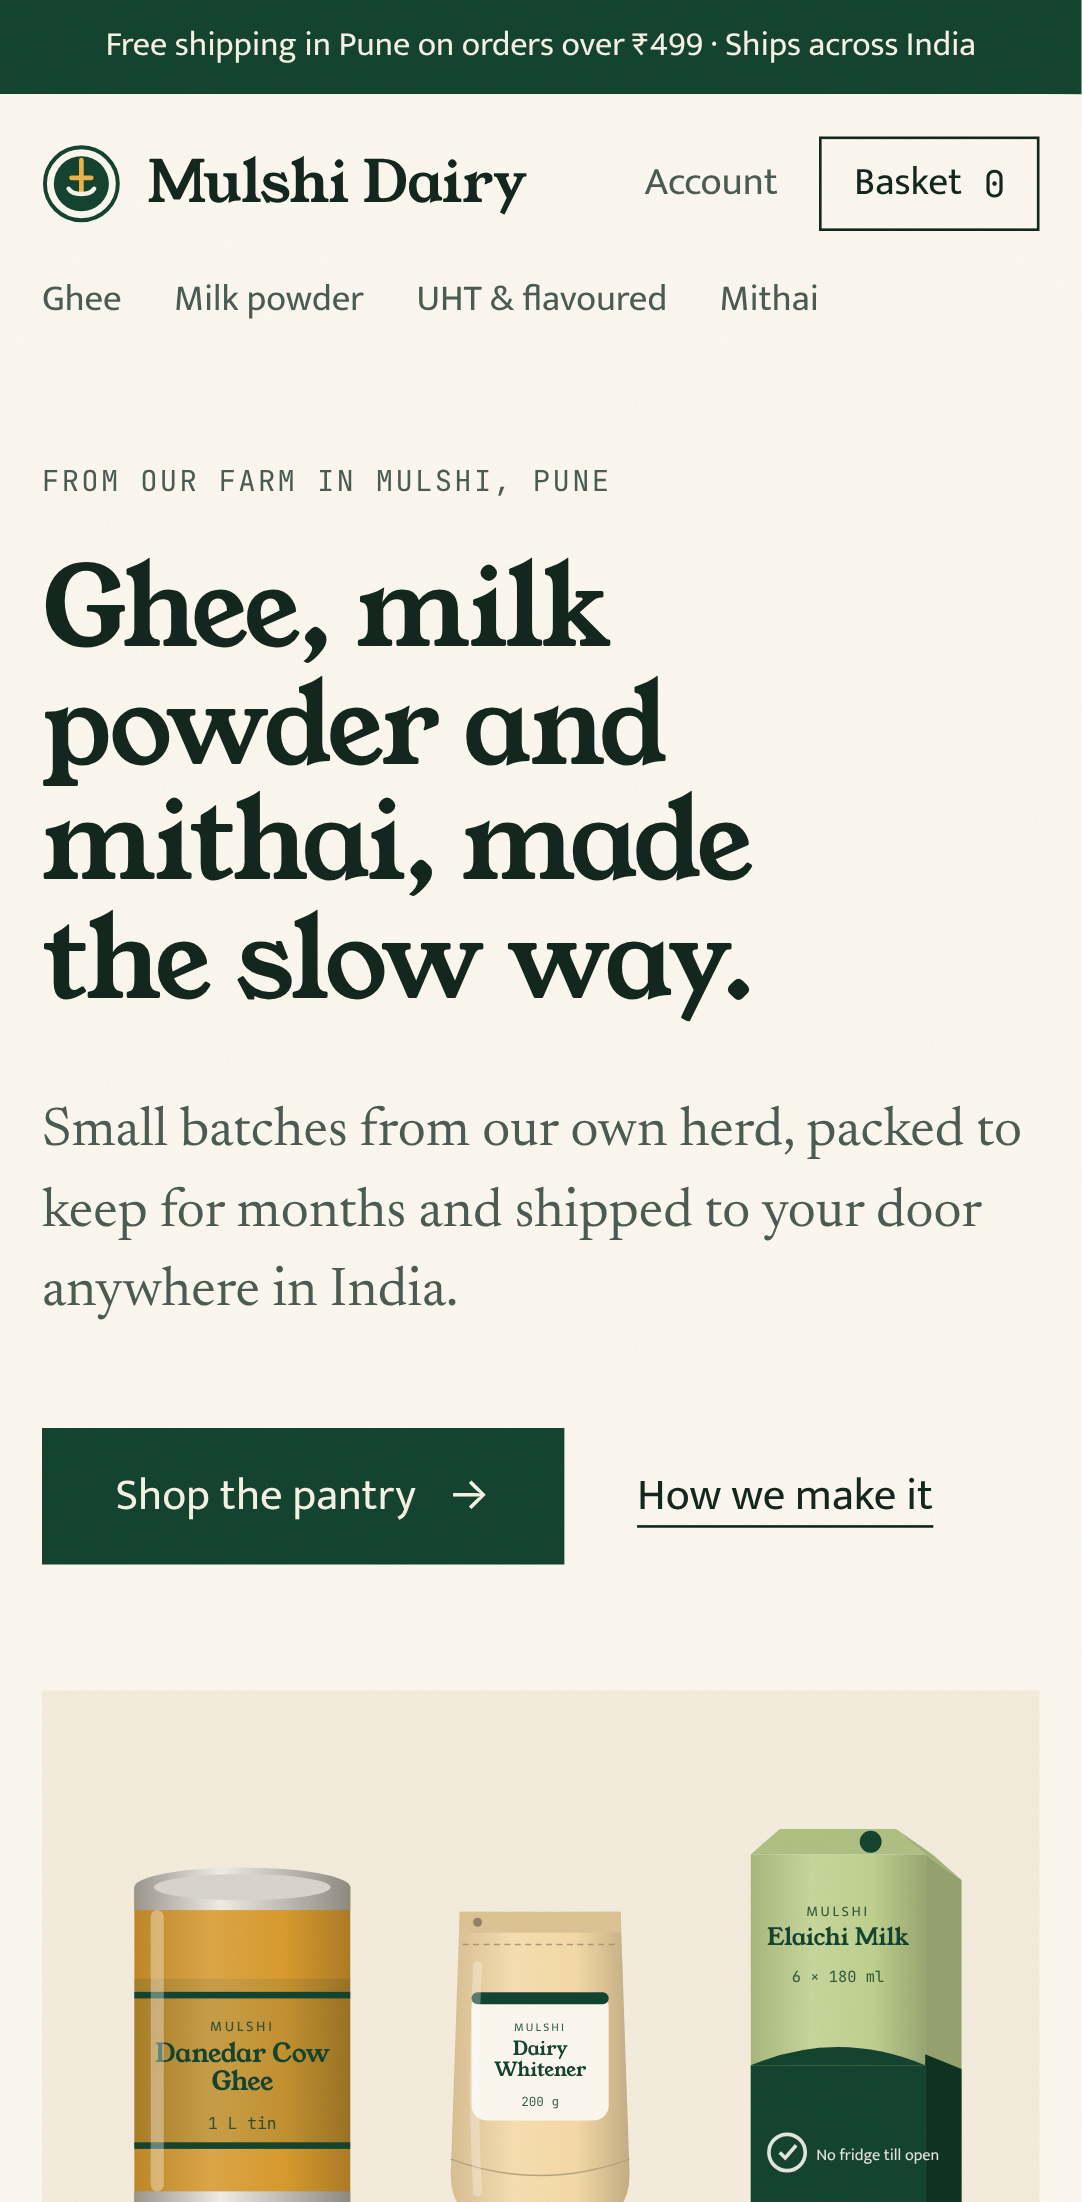 Free shipping in Pune on orders over ₹499 · Ships across India
Mulshi Dairy
Account
Basket 0
Ghee Milk powder UHT & flavoured Mithai
FROM OUR FARM IN MULSHI, PUNE
Ghee, milk
powder and
mithai, made
the slow way.
Small batches from our own herd, packed to
keep for months and shipped to your door
anywhere in India.
Shop the pantry →
How we make it
MULSHI
Danedar Cow
Ghee
1 L tin
MULSHI
Dairy
Whitener
200 g
MULSHI
Elaichi Milk
6 × 180 ml
No fridge till open